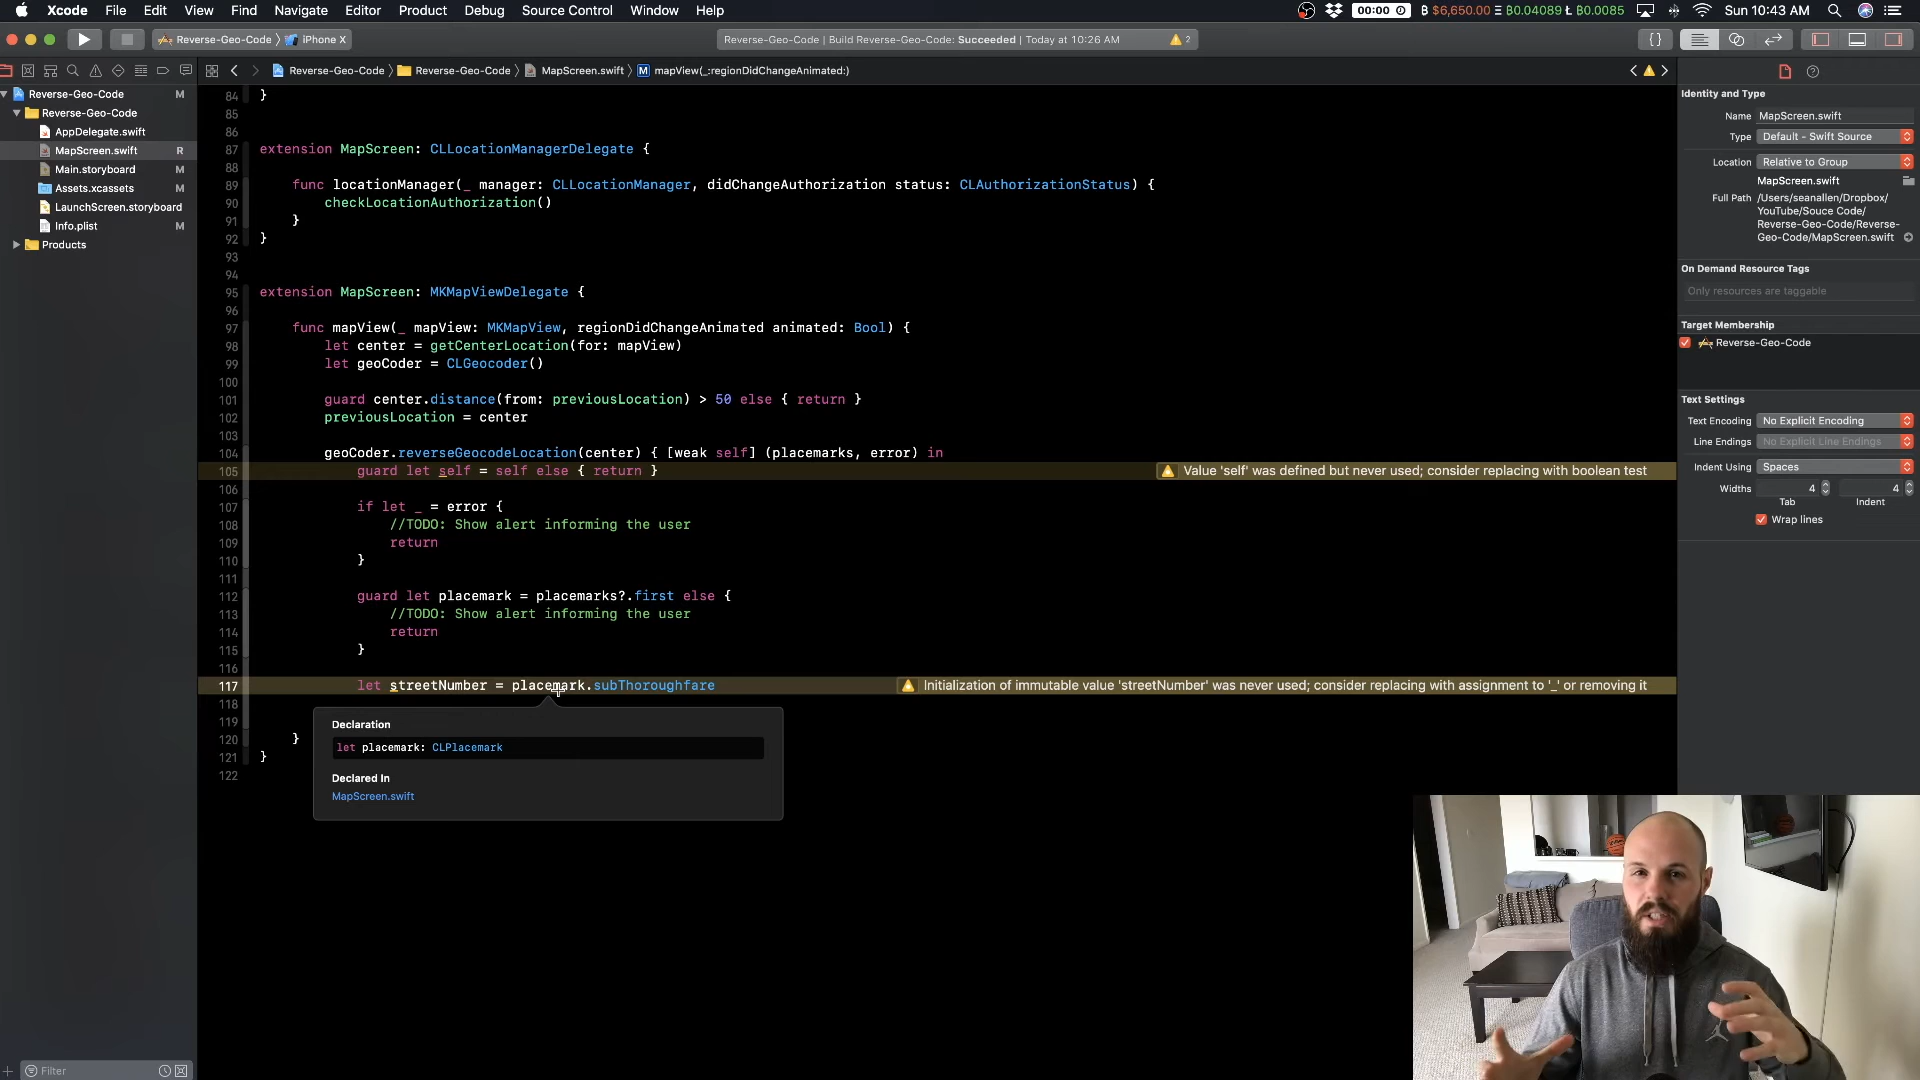 Xcode File Edit View Find Navigate Editor Product Debug Source Control Window Help
00:00 ₿ $6,650.00 Ξ ₿0.04089 Ł ₿0.0085 Sun 10:43 AM
Reverse-Geo-Code 〉 iPhone X
Reverse-Geo-Code | Build Reverse-Geo-Code: Succeeded | Today at 10:26 AM 2
Reverse-Geo-Code 〉 Reverse-Geo-Code 〉 MapScreen.swift 〉 M mapView(_:regionDidChangeAnimated:)
Reverse-Geo-Code M
Reverse-Geo-Code
AppDelegate.swift
MapScreen.swift R
Main.storyboard M
Assets.xcassets M
LaunchScreen.storyboard
Info.plist M
Products
Filter
84 }
85
86
87 extension MapScreen: CLLocationManagerDelegate {
88
89 func locationManager(_ manager: CLLocationManager, didChangeAuthorization status: CLAuthorizationStatus) {
90 checkLocationAuthorization()
91 }
92 }
93
94
95 extension MapScreen: MKMapViewDelegate {
96
97 func mapView(_ mapView: MKMapView, regionDidChangeAnimated animated: Bool) {
98 let center = getCenterLocation(for: mapView)
99 let geoCoder = CLGeocoder()
100
101 guard center.distance(from: previousLocation) > 50 else { return }
102 previousLocation = center
103
104 geoCoder.reverseGeocodeLocation(center) { [weak self] (placemarks, error) in
105 guard let self = self else { return } Value 'self' was defined but never used; consider replacing with boolean test
106
107 if let _ = error {
108 //TODO: Show alert informing the user
109 return
110 }
111
112 guard let placemark = placemarks?.first else {
113 //TODO: Show alert informing the user
114 return
115 }
116
117 let streetNumber = placemark.subThoroughfare Initialization of immutable value 'streetNumber' was never used; consider replacing with assignment to '_' or removing it
118
119
120 }
121 }
122
Declaration
let placemark: CLPlacemark
Declared In
MapScreen.swift
Identity and Type
Name MapScreen.swift
Type Default - Swift Source
Location Relative to Group
MapScreen.swift
Full Path /Users/seanallen/Dropbox/
YouTube/Souce Code/
Reverse-Geo-Code/Reverse-
Geo-Code/MapScreen.swift
On Demand Resource Tags
Only resources are taggable
Target Membership
Reverse-Geo-Code
Text Settings
Text Encoding No Explicit Encoding
Line Endings No Explicit Line Endings
Indent Using Spaces
Widths 4 4
Tab Indent
Wrap lines